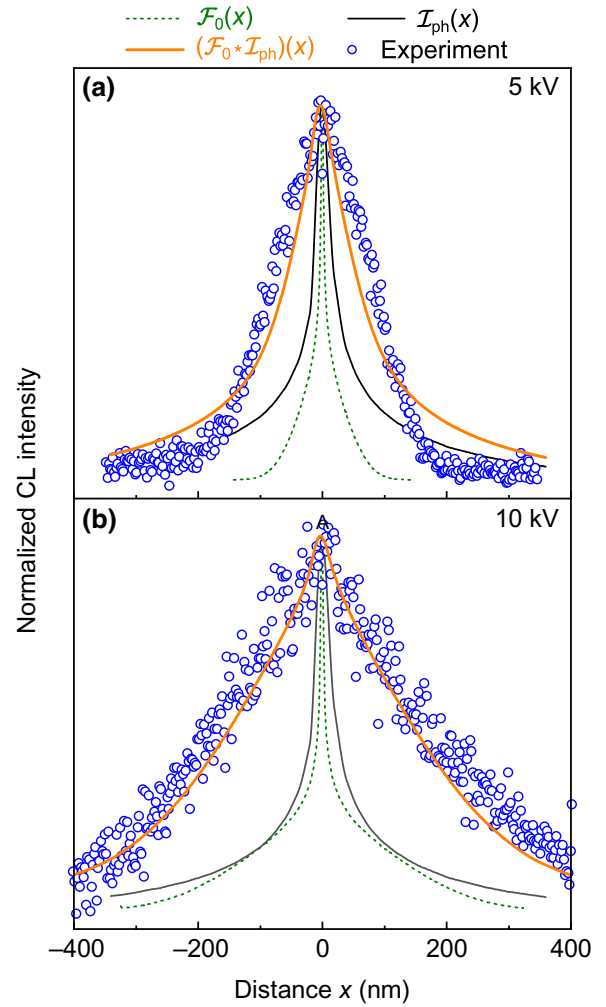 ℱ₀(x) ℐₚₕ(x)
(ℱ₀ * ℐₚₕ)(x) Experiment
(a) 5 kV
(b) A 10 kV
Normalized CL intensity
−400 −200 0 200 400
Distance x (nm)